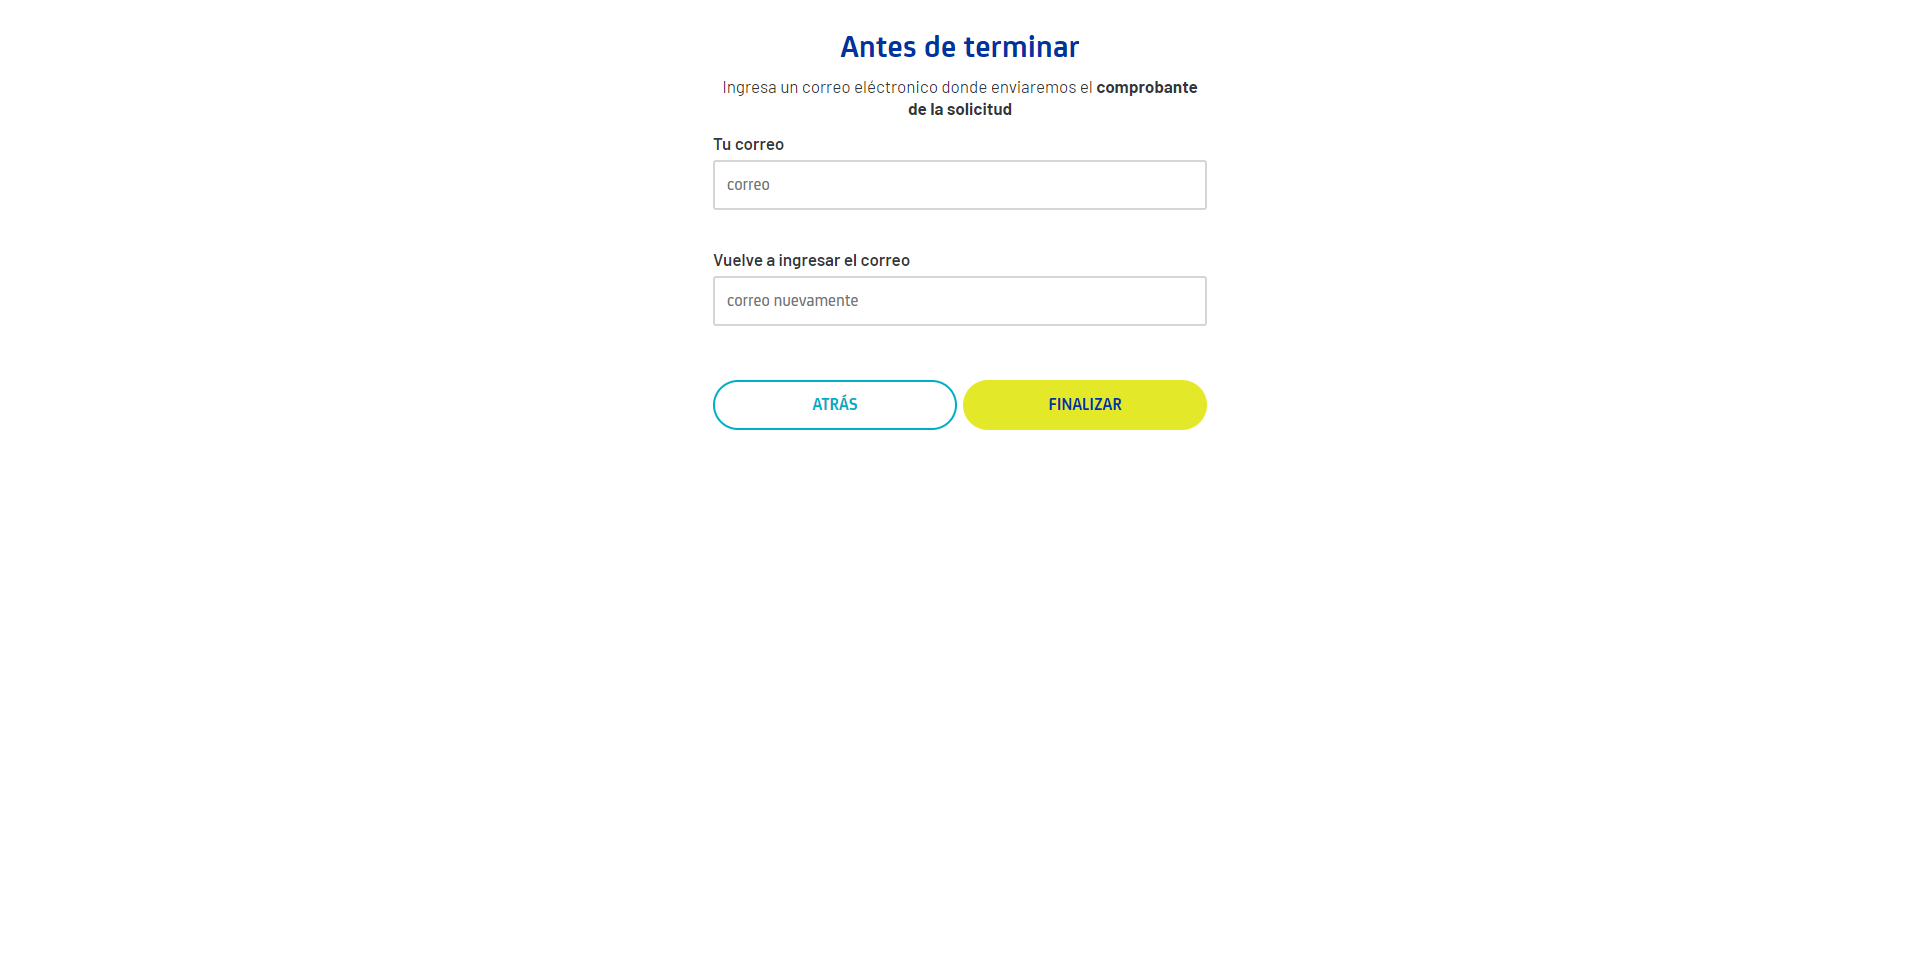 Antes de terminar
Ingresa un correo eléctronico donde enviaremos el comprobante
de la solicitud
Tu correo
correo
Vuelve a ingresar el correo
correo nuevamente
ATRÁS
FINALIZAR